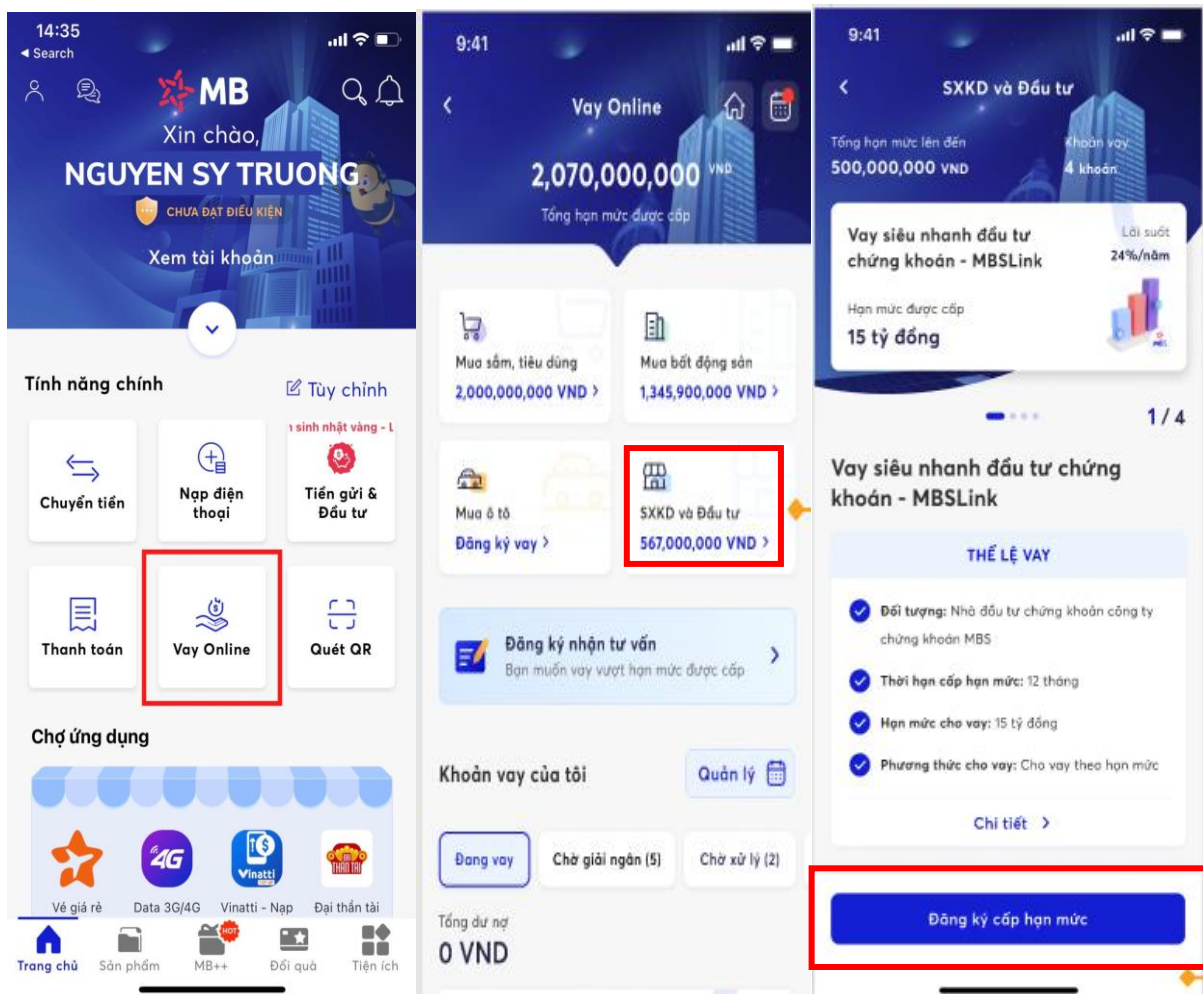 14:35
◄ Search
MB
Xin chào,
NGUYEN SY TRUONG
CHƯA ĐẠT ĐIỀU KIỆN
Xem tài khoản
Tính năng chính
Tùy chỉnh
Chuyển tiền
Nạp điện
thoại
sinh nhật vàng - L
Tiền gửi &
Đầu tư
Thanh toán
Vay Online
Quét QR
Chợ ứng dụng
4G
Vinatti
ĐẠI
THẦN TÀI
Vé giá rẻ
Data 3G/4G
Vinatti - Nạp
Đại thần tài
HOT
Trang chủ
Sản phẩm
MB++
Đổi quà
Tiện ích
9:41
Vay Online
2,070,000,000 VND
Tổng hạn mức được cấp
Mua sắm, tiêu dùng
2,000,000,000 VND >
Mua bất động sản
1,345,900,000 VND >
Mua ô tô
Đăng ký vay >
SXKD và Đầu tư
567,000,000 VND >
Đăng ký nhận tư vấn
Bạn muốn vay vượt hạn mức được cấp
Khoản vay của tôi
Quản lý
Đang vay
Chờ giải ngân (5)
Chờ xử lý (2)
Tổng dư nợ
0 VND
9:41
SXKD và Đầu tư
Tổng hạn mức lên đến
500,000,000 VND
Khoản vay
4 khoản
Vay siêu nhanh đầu tư
chứng khoán - MBSLink
Lãi suất
24%/năm
Hạn mức được cấp
15 tỷ đồng
MBS
1/4
Vay siêu nhanh đầu tư chứng
khoán - MBSLink
THỂ LỆ VAY
Đối tượng: Nhà đầu tư chứng khoán công ty
chứng khoán MBS
Thời hạn cấp hạn mức: 12 tháng
Hạn mức cho vay: 15 tỷ đồng
Phương thức cho vay: Cho vay theo hạn mức
Chi tiết >
Đăng ký cấp hạn mức